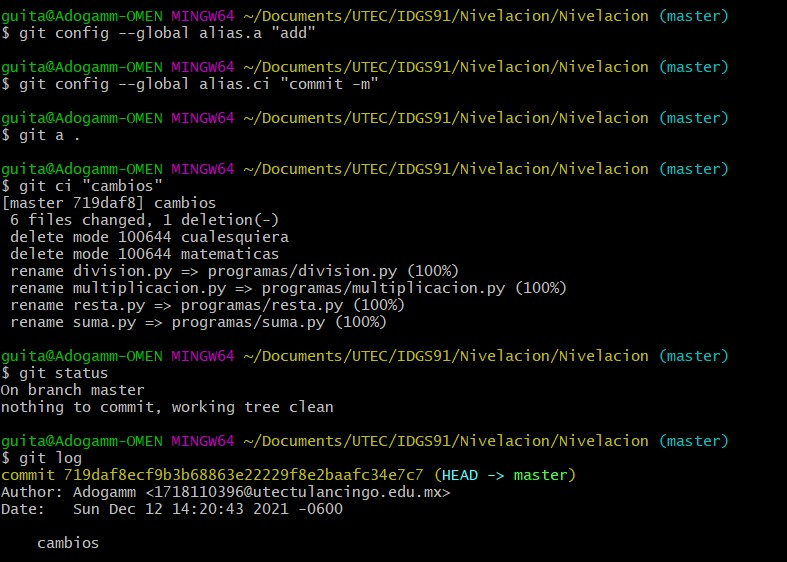 guita@Adogamm-OMEN MINGW64 ~/Documents/UTEC/IDGS91/Nivelacion/Nivelacion (master)
$ git config --global alias.a "add"

guita@Adogamm-OMEN MINGW64 ~/Documents/UTEC/IDGS91/Nivelacion/Nivelacion (master)
$ git config --global alias.ci "commit -m"

guita@Adogamm-OMEN MINGW64 ~/Documents/UTEC/IDGS91/Nivelacion/Nivelacion (master)
$ git a .

guita@Adogamm-OMEN MINGW64 ~/Documents/UTEC/IDGS91/Nivelacion/Nivelacion (master)
$ git ci "cambios"
[master 719daf8] cambios
 6 files changed, 1 deletion(-)
 delete mode 100644 cualesquiera
 delete mode 100644 matematicas
 rename division.py => programas/division.py (100%)
 rename multiplicacion.py => programas/multiplicacion.py (100%)
 rename resta.py => programas/resta.py (100%)
 rename suma.py => programas/suma.py (100%)

guita@Adogamm-OMEN MINGW64 ~/Documents/UTEC/IDGS91/Nivelacion/Nivelacion (master)
$ git status
On branch master
nothing to commit, working tree clean

guita@Adogamm-OMEN MINGW64 ~/Documents/UTEC/IDGS91/Nivelacion/Nivelacion (master)
$ git log
commit 719daf8ecf9b3b68863e22229f8e2baafc34e7c7 (HEAD -> master)
Author: Adogamm <1718110396@utectulancingo.edu.mx>
Date:   Sun Dec 12 14:20:43 2021 -0600

    cambios